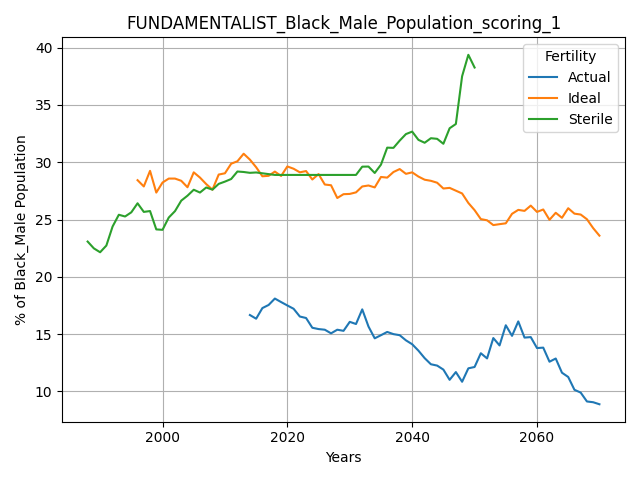 FUNDAMENTALIST_Black_Male_Population_scoring_1
% of Black_Male Population
40
35
30
25
20
15
10
2000
2020
2040
2060
Years
Fertility
Actual
Ideal
Sterile